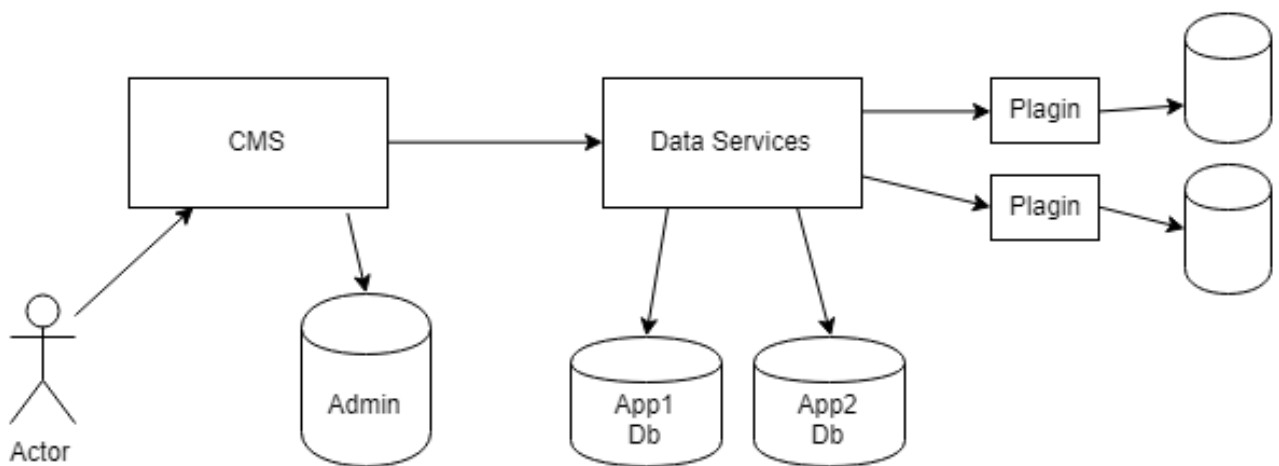 CMS
Data Services
Plagin
Plagin
Admin
App1
Db
App2
Db
Actor